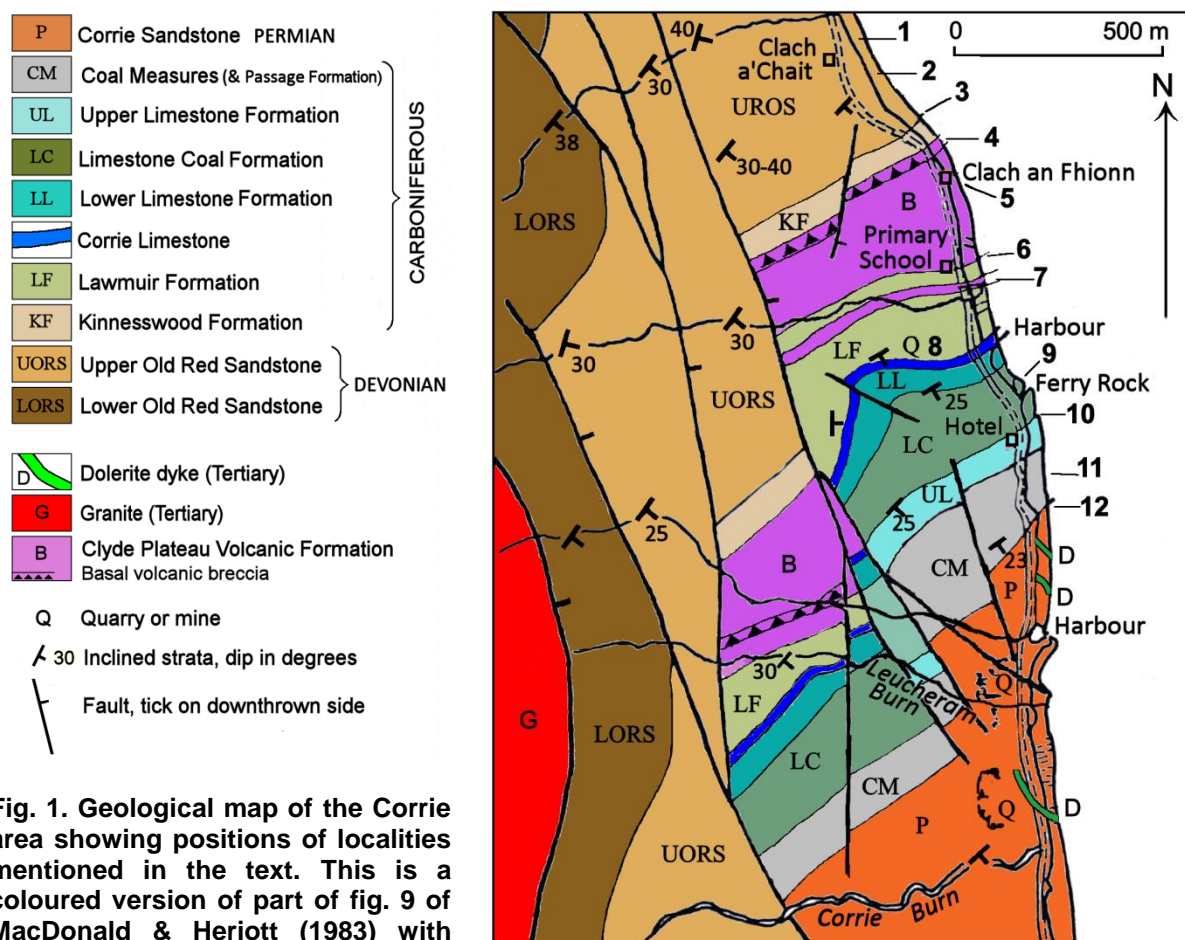 P Corrie Sandstone PERMIAN
CM Coal Measures (& Passage Formation)
UL Upper Limestone Formation
LC Limestone Coal Formation
LL Lower Limestone Formation
Corrie Limestone
LF Lawmuir Formation
KF Kinnesswood Formation
CARBONIFEROUS
UORS Upper Old Red Sandstone
LORS Lower Old Red Sandstone
DEVONIAN
D Dolerite dyke (Tertiary)
G Granite (Tertiary)
B Clyde Plateau Volcanic Formation
Basal volcanic breccia
Q Quarry or mine
30 Inclined strata, dip in degrees
Fault, tick on downthrown side
Fig. 1. Geological map of the Corrie
area showing positions of localities
mentioned in the text. This is a
coloured version of part of fig. 9 of
MacDonald & Heriott (1983) with
0 500 m
N
40
Clach
a'Chait
1
2
30
UROS
3
38
30-40
4
Clach an Fhionn
5
LORS
KF
B
Primary
School
6
7
30
30
LF
Q
8
Harbour
9
LL
Ferry Rock
UORS
25
10
LC
Hotel
UL
11
25
12
25
CM
23
B
P
D
D
Harbour
30
Leucheram
Burn
Q
G
LF
LORS
LC
CM
P
Q
D
UORS
Corrie Burn